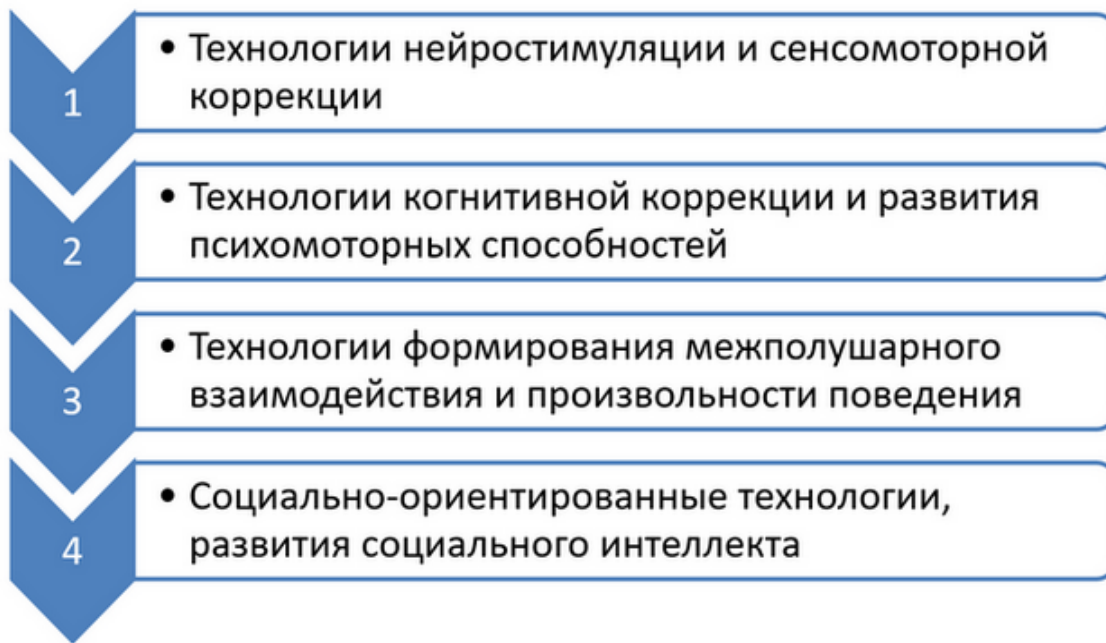 1
• Технологии нейростимуляции и сенсомоторной
коррекции
2
• Технологии когнитивной коррекции и развития
психомоторных способностей
3
• Технологии формирования межполушарного
взаимодействия и произвольности поведения
4
• Социально-ориентированные технологии,
развития социального интеллекта